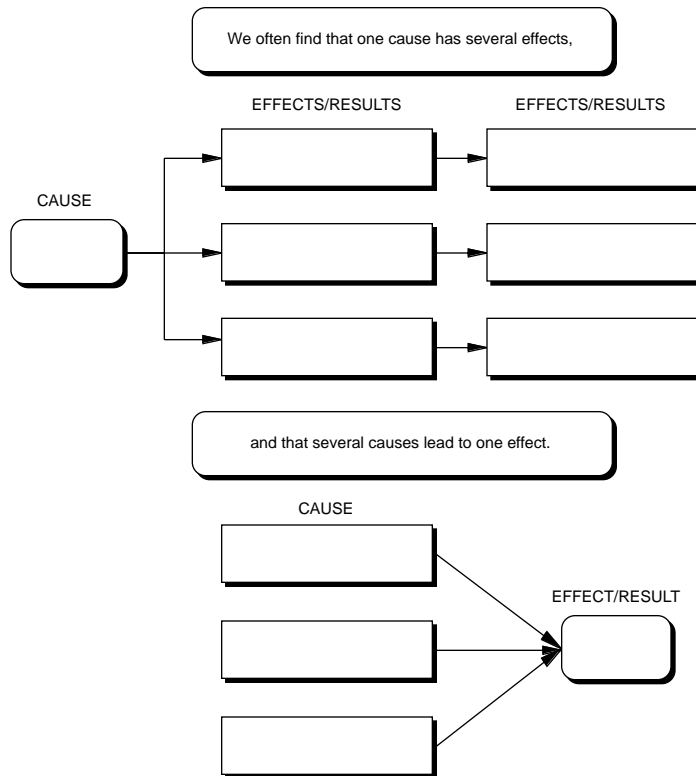 We often find that one cause has several effects,
EFFECTS/RESULTS
EFFECTS/RESULTS
CAUSE
and that several causes lead to one effect.
CAUSE
EFFECT/RESULT